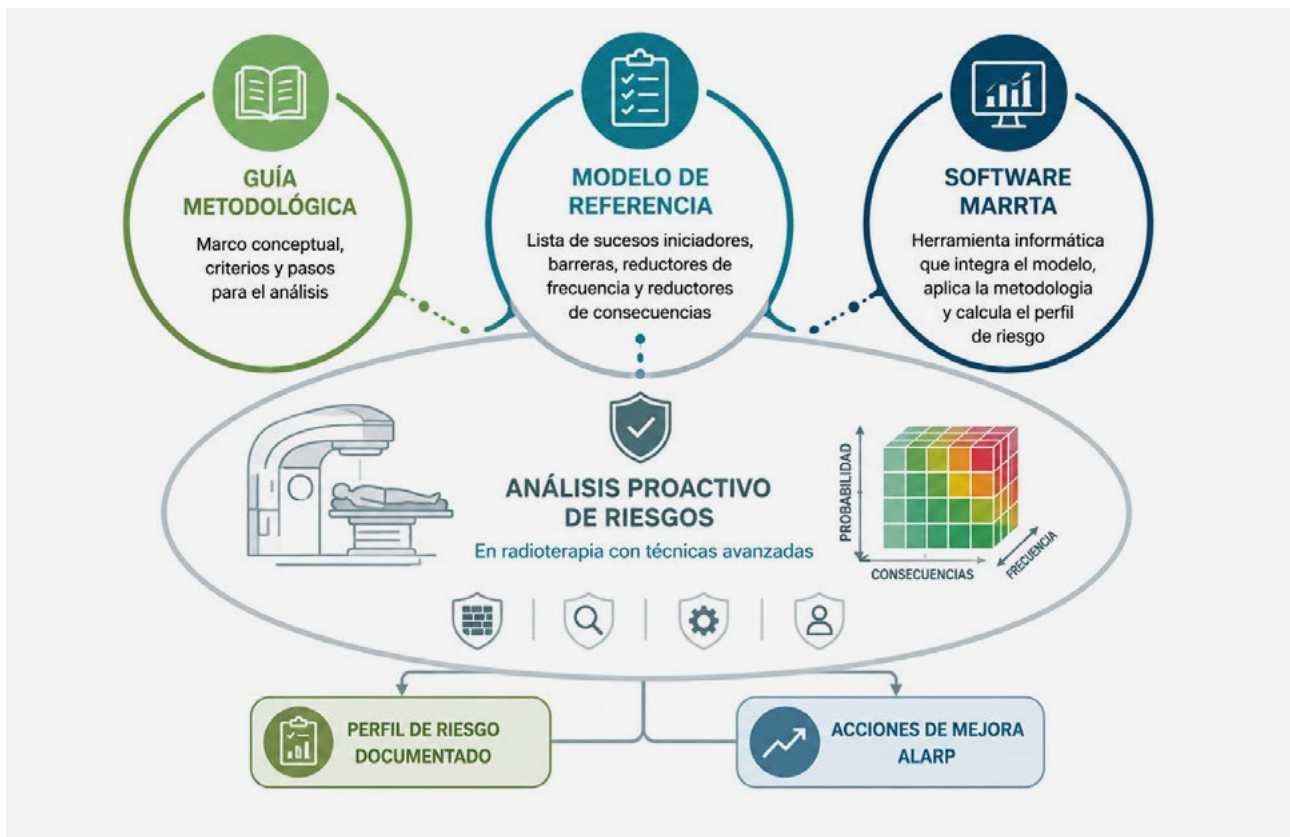 GUÍA
METODOLÓGICA
Marco conceptual,
criterios y pasos
para el análisis
MODELO DE
REFERENCIA
Lista de sucesos iniciadores,
barreras, reductores de
frecuencia y reductores
de consecuencias
SOFTWARE
MARRTA
Herramienta informática
que integra el modelo,
aplica la metodologia
y calcula el perfil
de riesgo
ANÁLISIS PROACTIVO
DE RIESGOS
En radioterapia con técnicas avanzadas
PROBABILIDAD
CONSECUENCIAS
FRECUENCIA
PERFIL DE RIESGO
DOCUMENTADO
ACCIONES DE MEJORA
ALARP